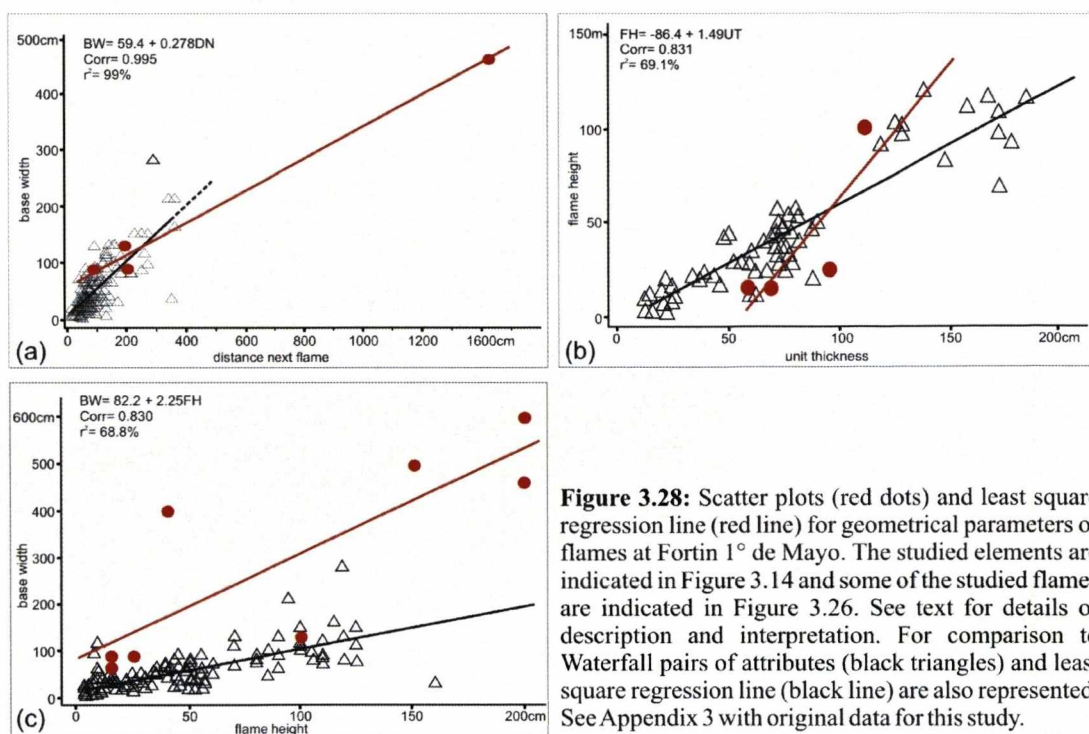 500cm
BW= 59.4 + 0.278DN
Corr= 0.995
r²= 99%
400
300
200
100
0
base width
0 200 400 600 800 1000 1200 1400 1600cm
(a)
distance next flame
150m
FH= -86.4 + 1.49UT
Corr= 0.831
r²= 69.1%
100
50
0
flame height
0 50 100 150 200cm
(b)
unit thickness
BW= 82.2 + 2.25FH
Corr= 0.830
r²= 68.8%
600cm
500
400
300
200
100
0
base width
0 50 100 150 200cm
(c)
flame height
Figure 3.28: Scatter plots (red dots) and least squar
regression line (red line) for geometrical parameters o
flames at Fortin 1° de Mayo. The studied elements ar
indicated in Figure 3.14 and some of the studied flame
are indicated in Figure 3.26. See text for details o
description and interpretation. For comparison t
Waterfall pairs of attributes (black triangles) and leas
square regression line (black line) are also represented
See Appendix 3 with original data for this study.